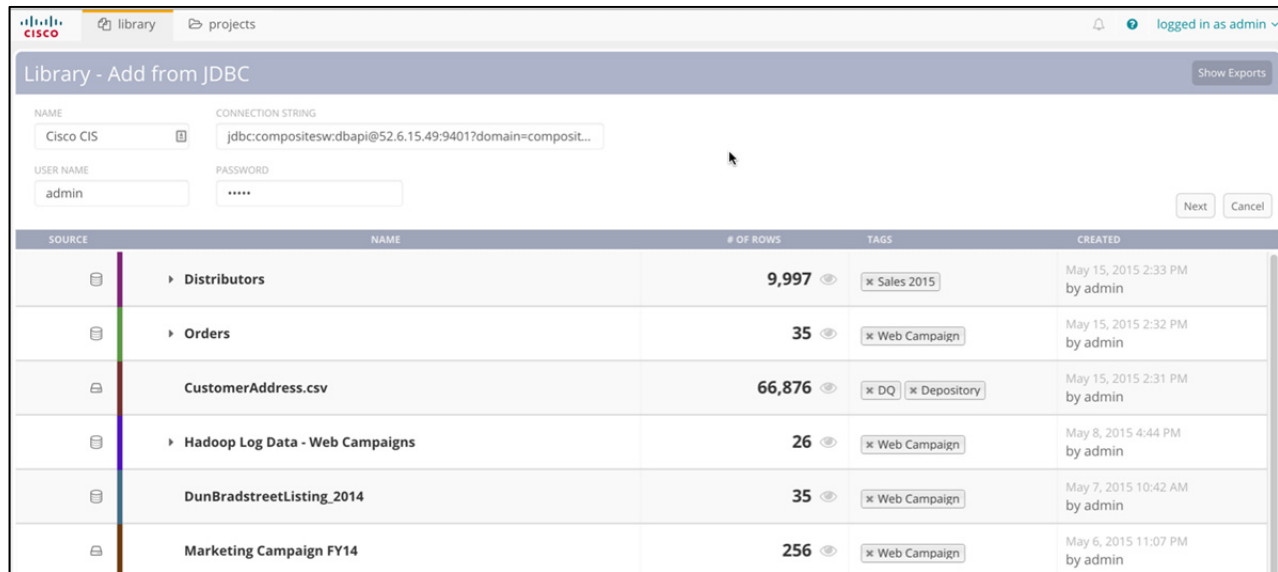 CISCO library projects logged in as admin
Library - Add from JDBC Show Exports
NAME CONNECTION STRING
Cisco CIS jdbc:compositesw:dbapi@52.6.15.49:9401?domain=composit...
USER NAME PASSWORD
admin •••••
Next Cancel
SOURCE NAME # OF ROWS TAGS CREATED
Distributors 9,997 × Sales 2015 May 15, 2015 2:33 PM
by admin
Orders 35 × Web Campaign May 15, 2015 2:32 PM
by admin
CustomerAddress.csv 66,876 × DQ × Depository May 15, 2015 2:31 PM
by admin
Hadoop Log Data - Web Campaigns 26 × Web Campaign May 8, 2015 4:44 PM
by admin
DunBradstreetListing_2014 35 × Web Campaign May 7, 2015 10:42 AM
by admin
Marketing Campaign FY14 256 × Web Campaign May 6, 2015 11:07 PM
by admin